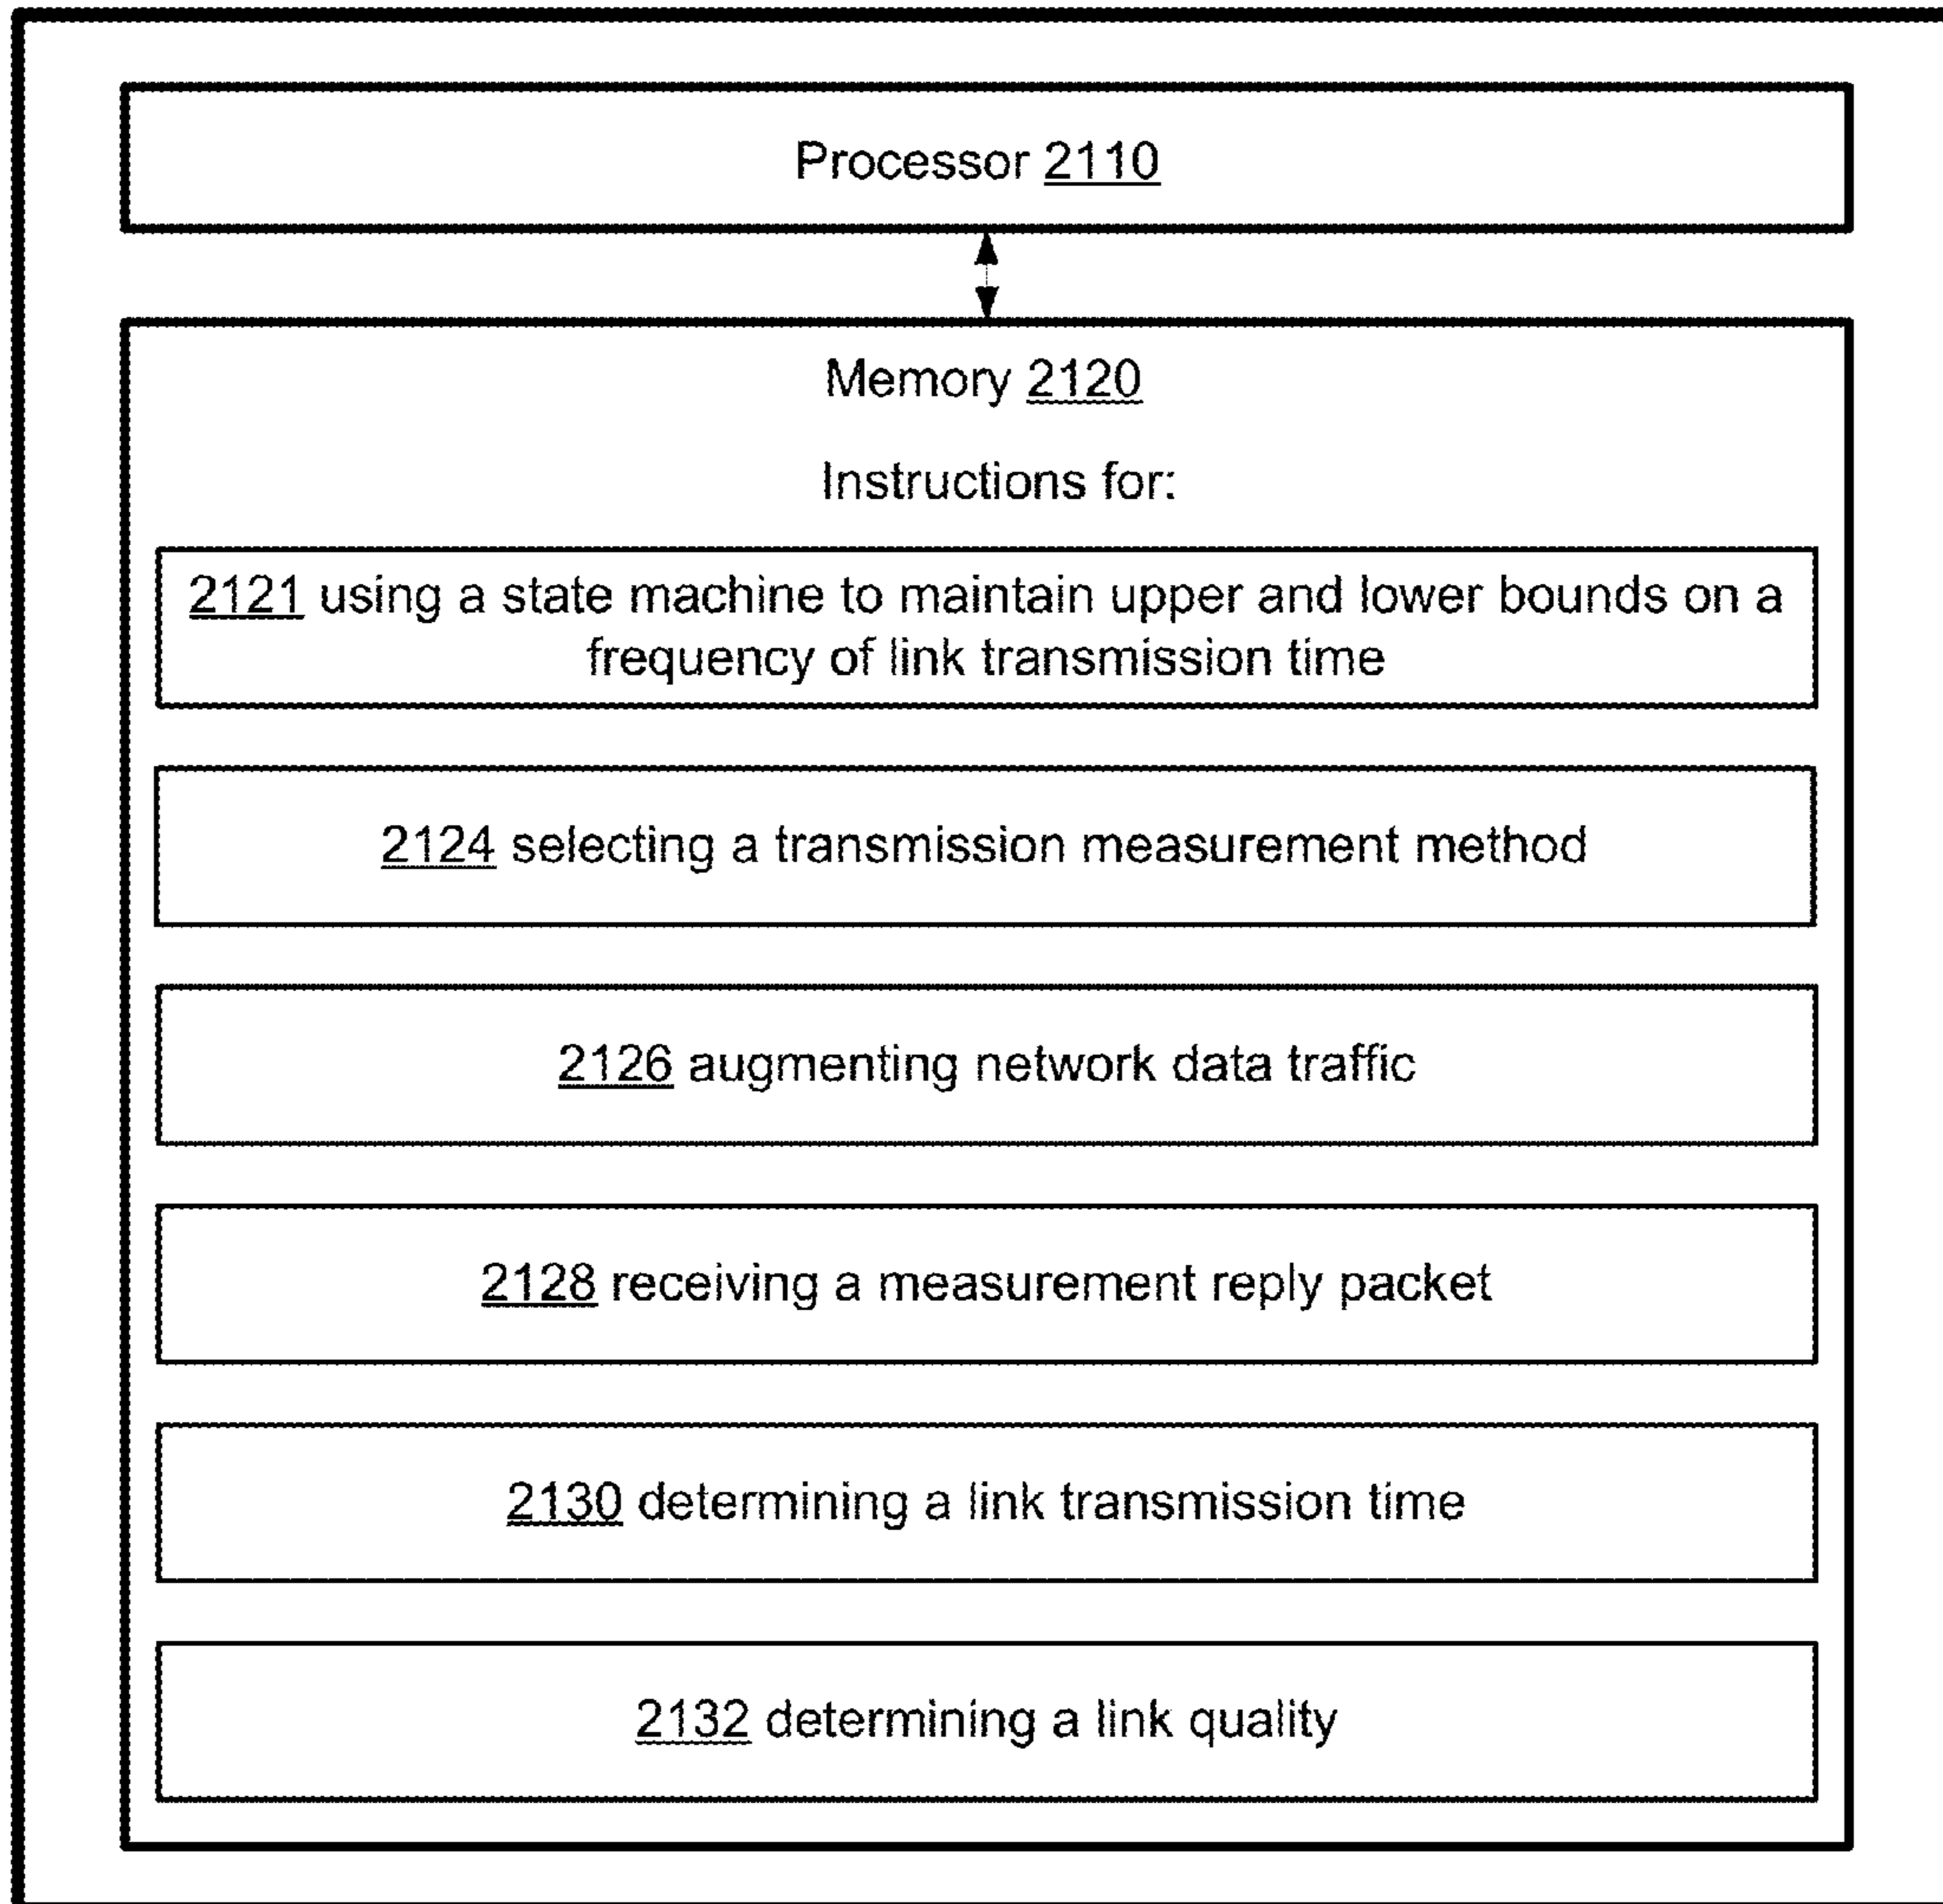 Processor 2110
Memory 2120
Instructions for:
2121 using a state machine to maintain upper and lower bounds on a
frequency of link transmission time
2124 selecting a transmission measurement method
2126 augmenting network data traffic
2128 receiving a measurement reply packet
2130 determining a link transmission time
2132 determining a link quality